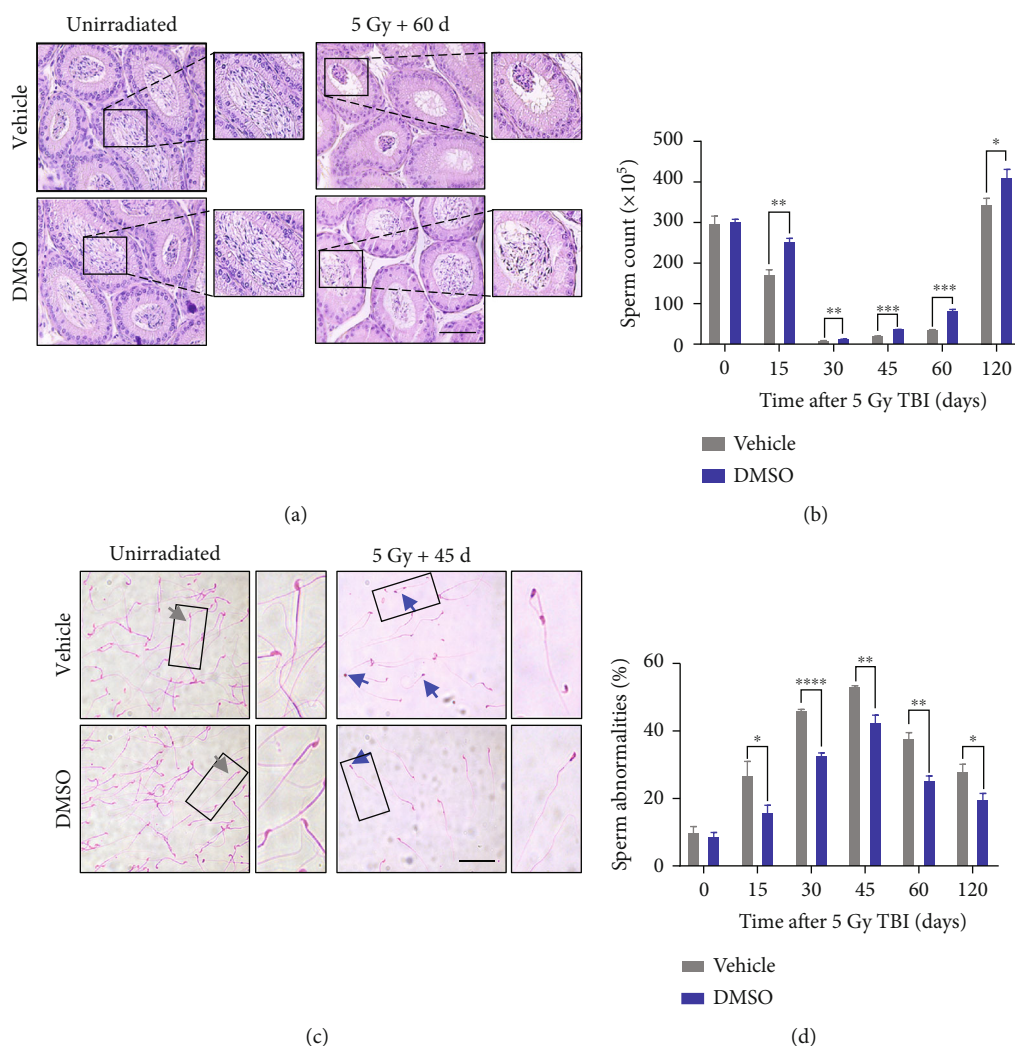 Unirradiated
5 Gy + 60 d
Vehicle
DMSO
(a)
Sperm count (×10⁵)
500
400
300
200
100
0
**
**
***
***
*
0 15 30 45 60 120
Time after 5 Gy TBI (days)
Vehicle
DMSO
(b)
Unirradiated
5 Gy + 45 d
Vehicle
DMSO
(c)
Sperm abnormalities (%)
60
40
20
0
*
****
**
**
*
0 15 30 45 60 120
Time after 5 Gy TBI (days)
Vehicle
DMSO
(d)